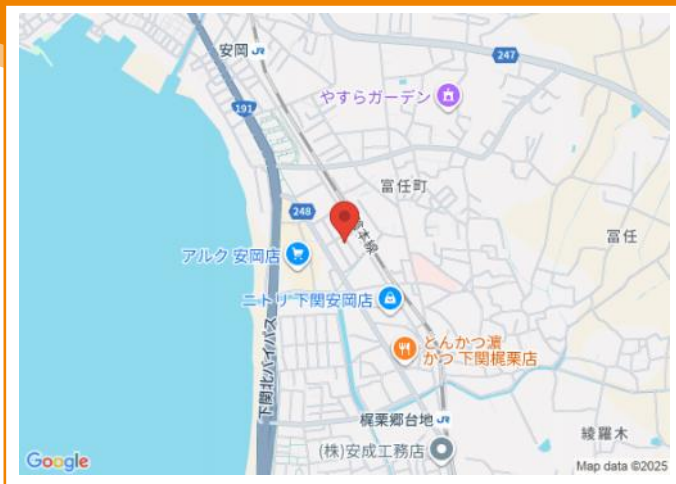 安岡 JR
247
やすらガーデン
191
富任町
248
本線
富任
アルク 安岡店
ニトリ 下関安岡店
とんかつ濵
かつ 下関梶栗店
下関北バイパス
梶栗郷台地 JR
綾羅木
(株)安成工務店
Google
Map data ©2025